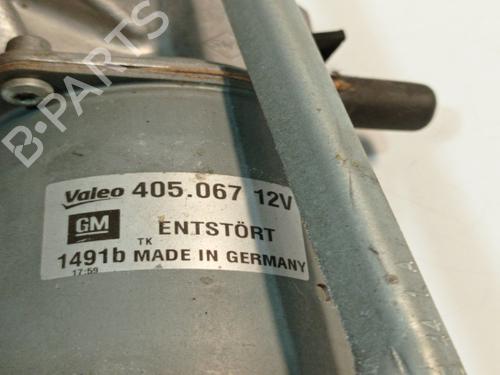 B-PARTS
Valeo 405.067 12V
GM ENTSTÖRT
TK
1491b MADE IN GERMANY
17:59